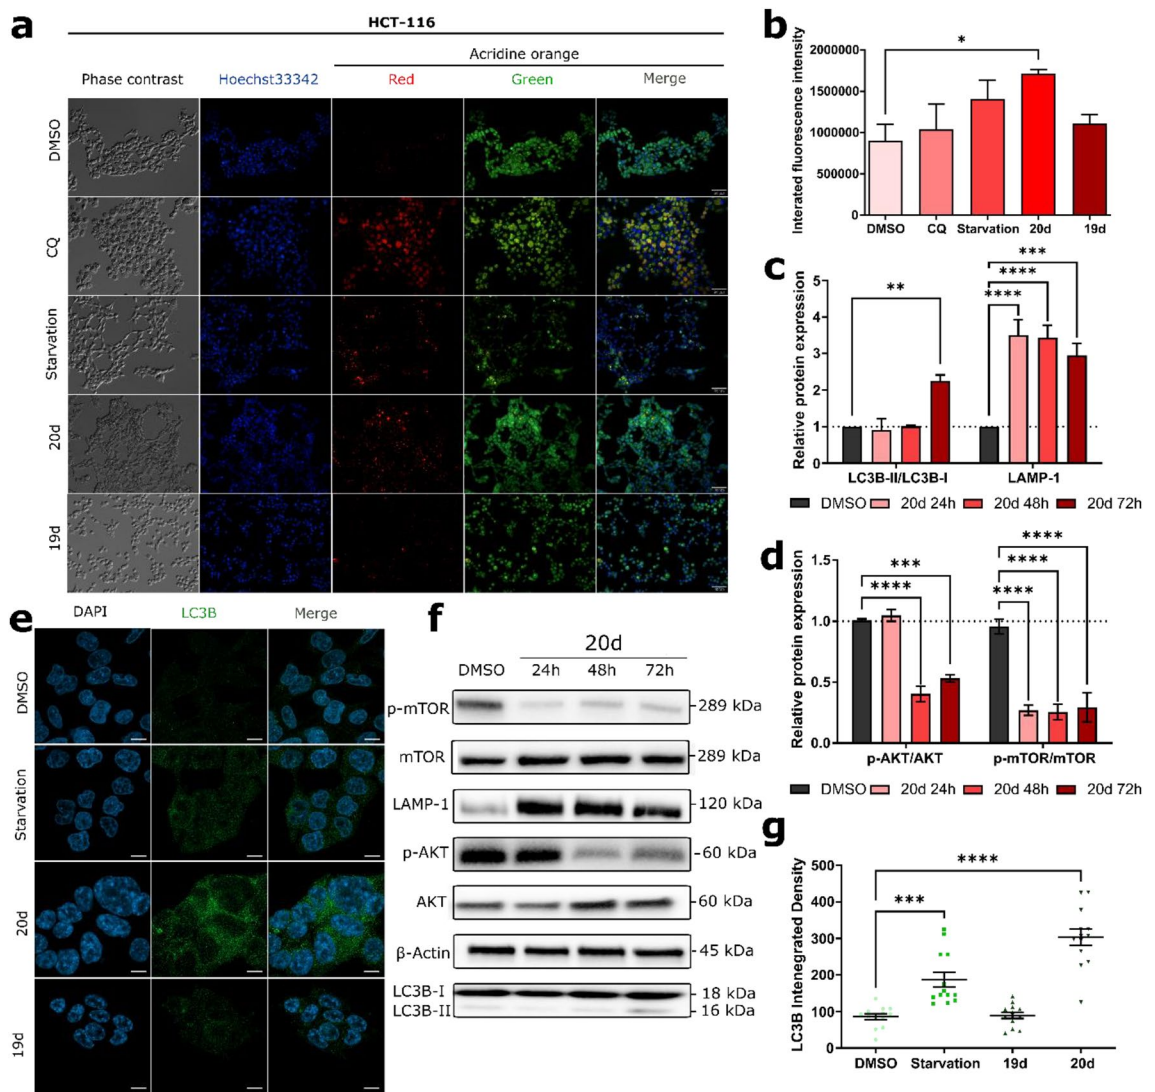 a
HCT-116
Acridine orange
Phase contrast Hoechst33342 Red Green Merge
DMSO
CQ
Starvation
20d
19d
b
Interated fluorescence intensity
2000000
1500000
1000000
500000
0
*
DMSO CQ Starvation 20d 19d
c
Relative protein expression
5
4
3
2
1
0
**
***
****
****
LC3B-II/LC3B-I LAMP-1
DMSO 20d 24h 20d 48h 20d 72h
d
Relative protein expression
1.5
1.0
0.5
0.0
***
****
****
****
****
p-AKT/AKT p-mTOR/mTOR
DMSO 20d 24h 20d 48h 20d 72h
e
DAPI LC3B Merge
DMSO
Starvation
20d
19d
f
20d
DMSO 24h 48h 72h
p-mTOR 289 kDa
mTOR 289 kDa
LAMP-1 120 kDa
p-AKT 60 kDa
AKT 60 kDa
β-Actin 45 kDa
LC3B-I 18 kDa
LC3B-II 16 kDa
g
LC3B Intenegrated Density
500
400
300
200
100
0
****
***
DMSO Starvation 19d 20d